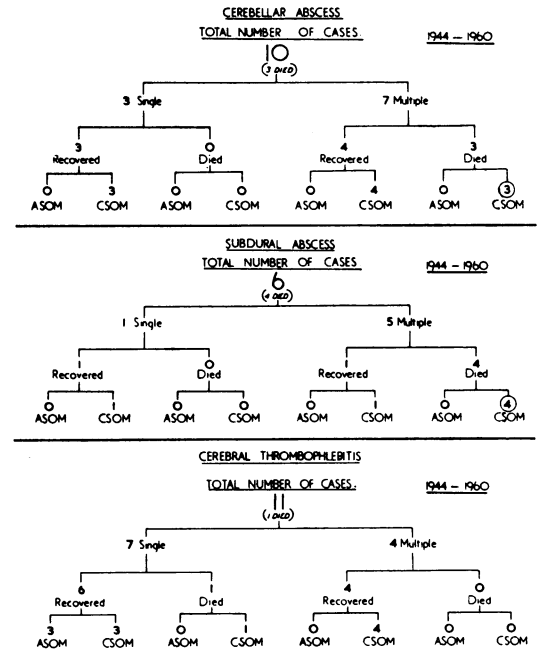 CEREBELLAR ABSCESS
TOTAL NUMBER OF CASES. 1944 – 1960
10
(3 DIED)
3 Single 7 Multiple
3 0 4 3
Recovered Died Recovered Died
0 3 0 0 0 4 0 3
ASOM CSOM ASOM CSOM ASOM CSOM ASOM CSOM
SUBDURAL ABSCESS
TOTAL NUMBER OF CASES 1944 – 1960
6
(4 DIED)
1 Single 5 Multiple
1 0 1 4
Recovered Died Recovered Died
0 1 0 0 0 1 0 4
ASOM CSOM ASOM CSOM ASOM CSOM ASOM CSOM
CEREBRAL THROMBOPHLEBITIS
TOTAL NUMBER OF CASES. 1944 – 1960
11
(1 DIED)
7 Single 4 Multiple
6 1 4 0
Recovered Died Recovered Died
3 3 0 1 0 4 0 0
ASOM CSOM ASOM CSOM ASOM CSOM ASOM CSOM